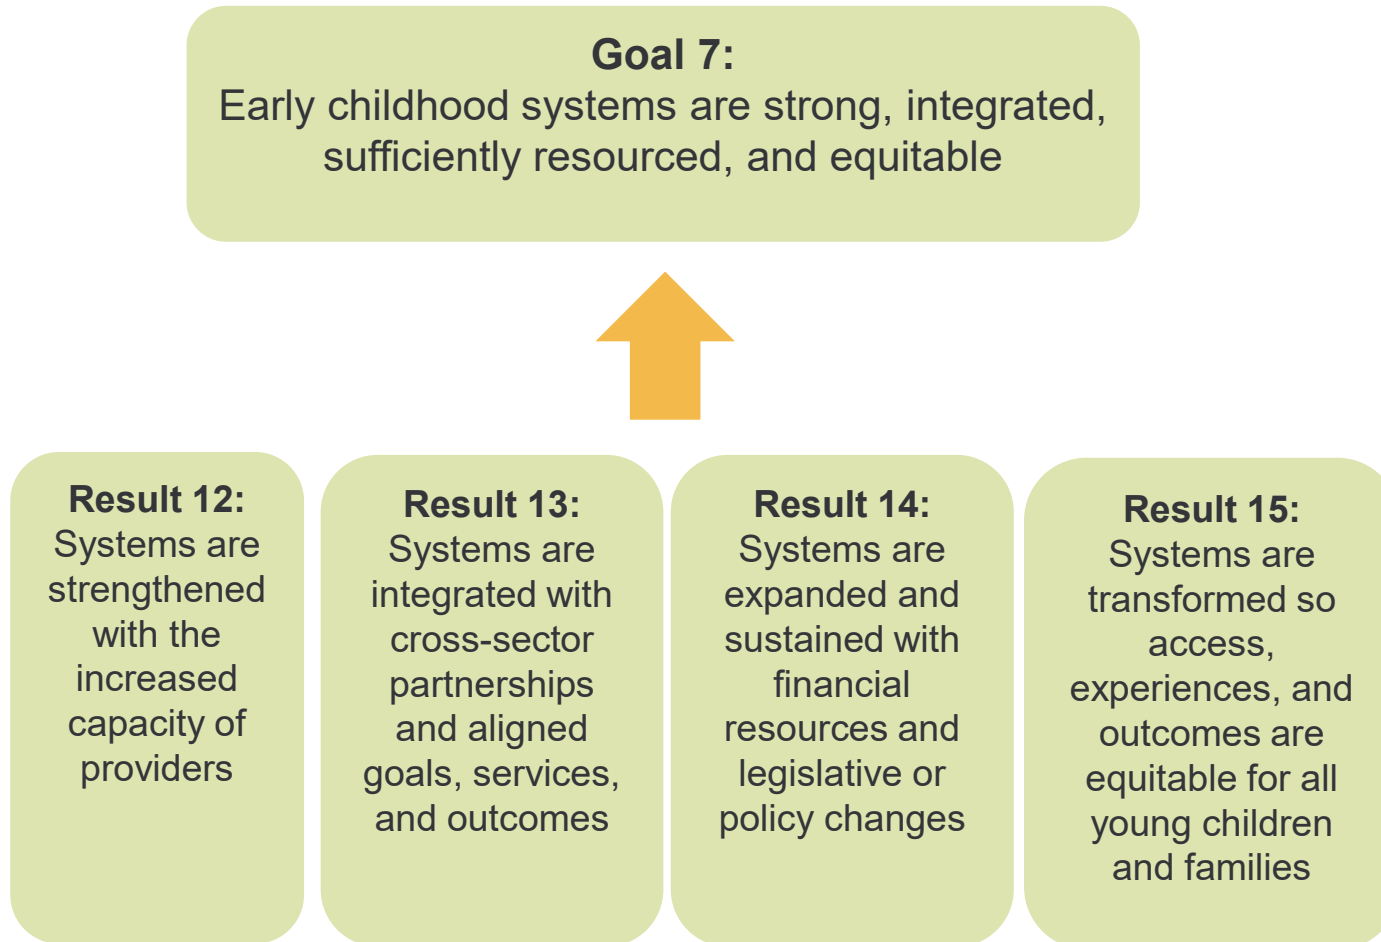 Goal 7:
Early childhood systems are strong, integrated,
sufficiently resourced, and equitable
Result 12:
Systems are
strengthened
with the
increased
capacity of
providers
Result 13:
Systems are
integrated with
cross-sector
partnerships
and aligned
goals, services,
and outcomes
Result 14:
Systems are
expanded and
sustained with
financial
resources and
legislative or
policy changes
Result 15:
Systems are
transformed so
access,
experiences, and
outcomes are
equitable for all
young children
and families